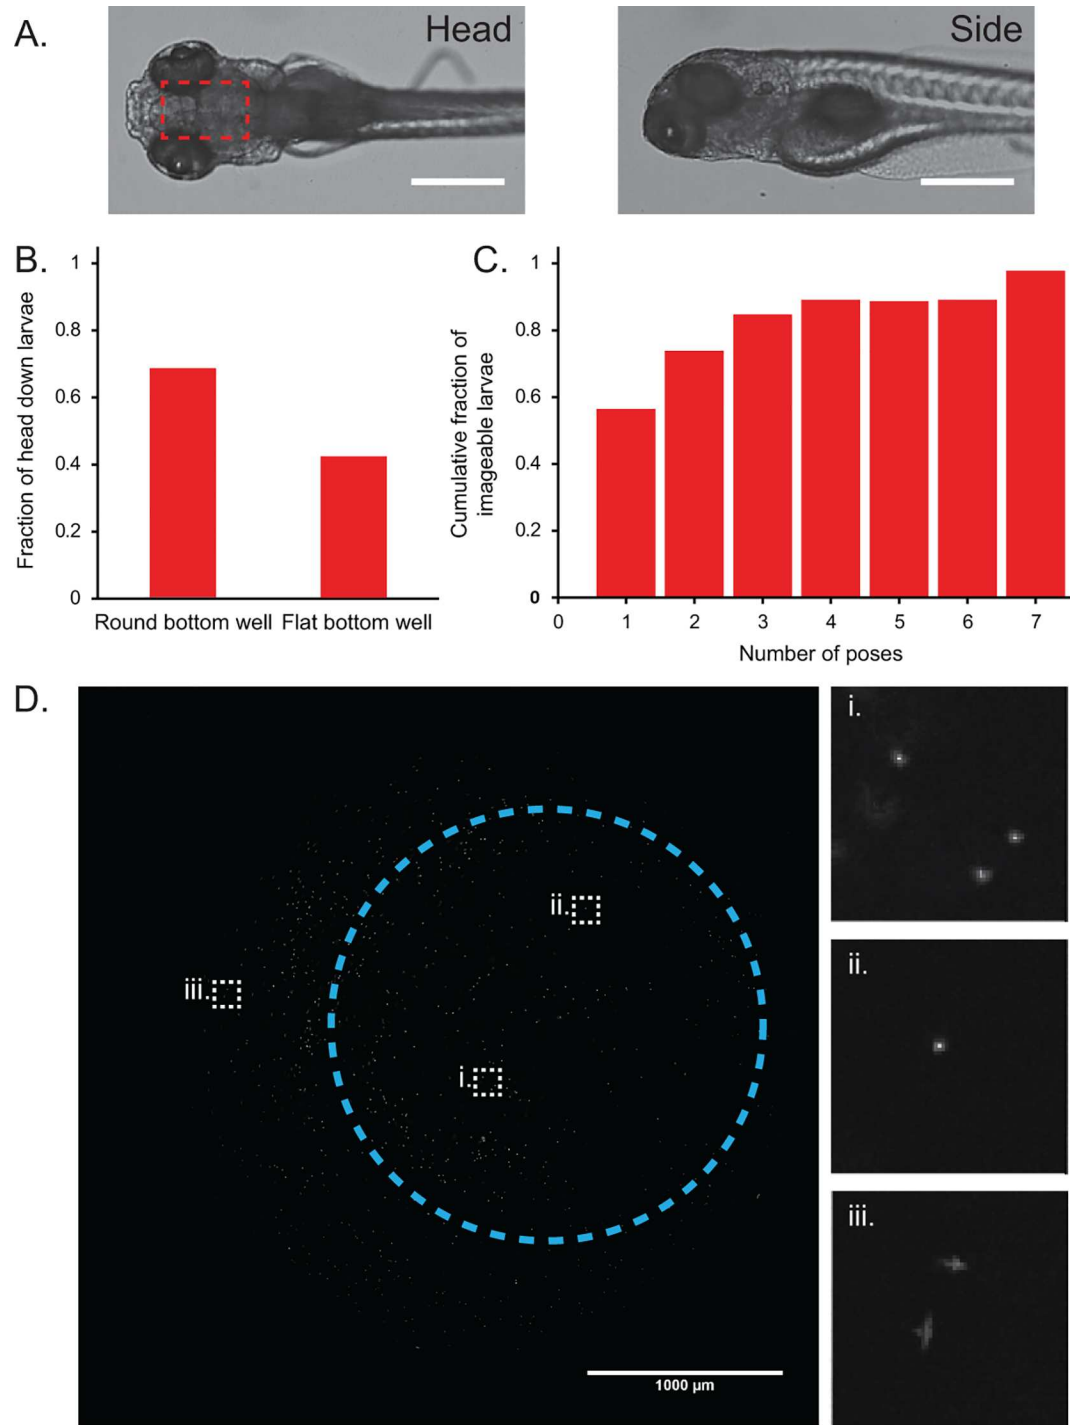 A.
Head
Side
B.
Fraction of head down larvae
1
0.8
0.6
0.4
0.2
0
Round bottom well
Flat bottom well
C.
Cumulative fraction of
imageable larvae
1
0.8
0.6
0.4
0.2
0
0 1 2 3 4 5 6 7
Number of poses
D.
ii.
iii.
i.
1000 µm
i.
ii.
iii.